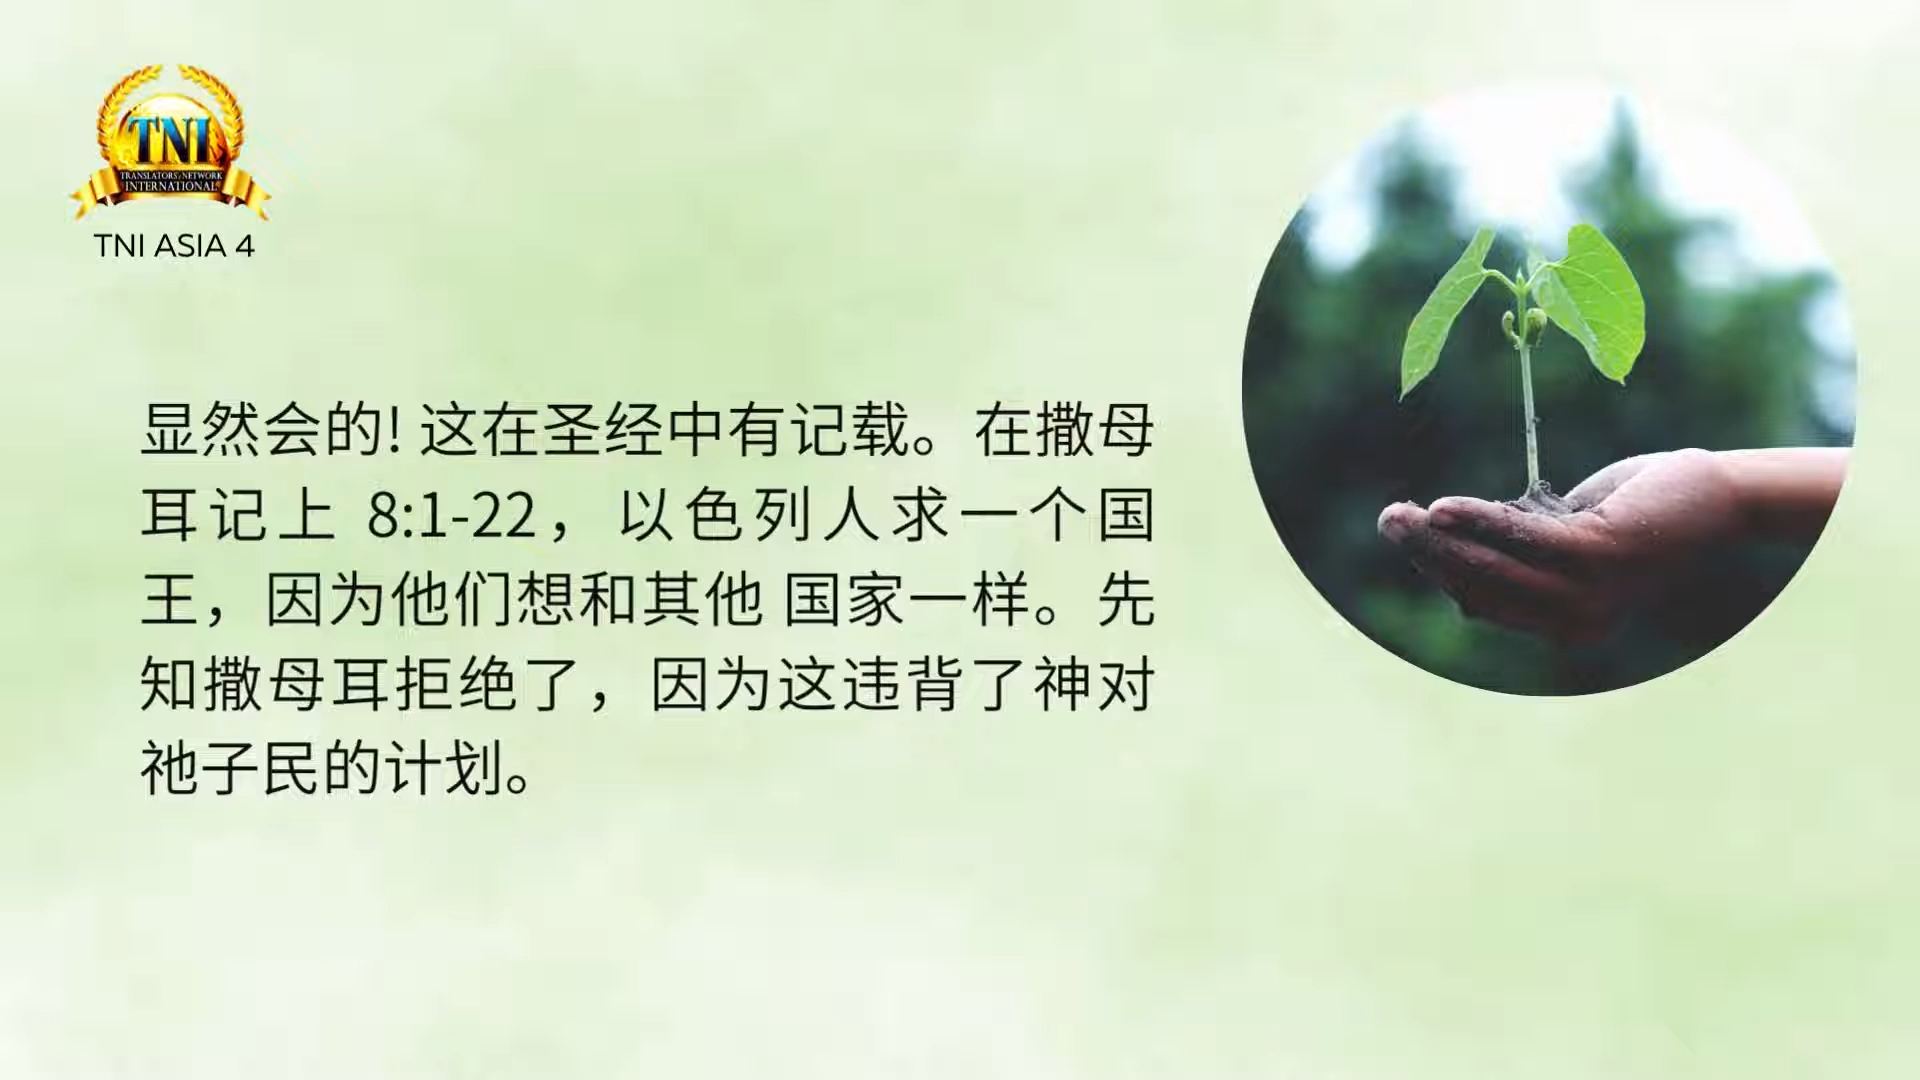 TNI
TRANSLATORS' NETWORK
INTERNATIONAL
TNI ASIA 4
显然会的! 这在圣经中有记载。在撒母
耳记上 8:1-22，以色列人求一个国
王，因为他们想和其他 国家一样。先
知撒母耳拒绝了，因为这违背了神对
祂子民的计划。